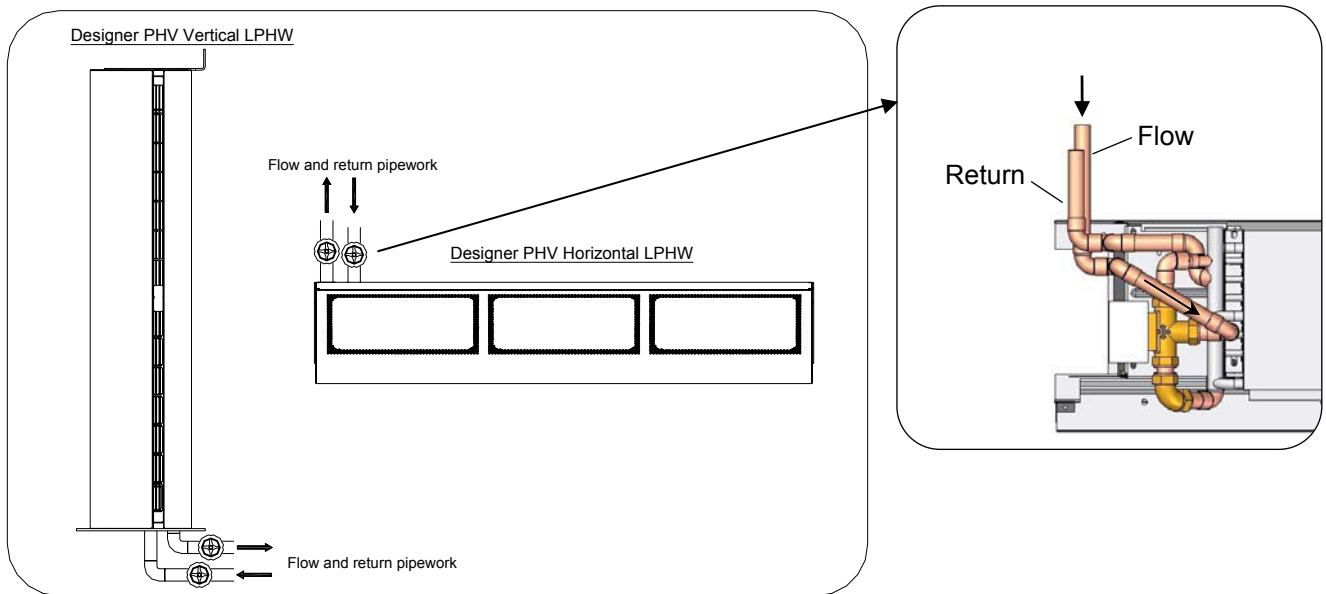 Designer PHV Vertical LPHW
Flow and return pipework
Designer PHV Horizontal LPHW
Flow and return pipework
Flow
Return